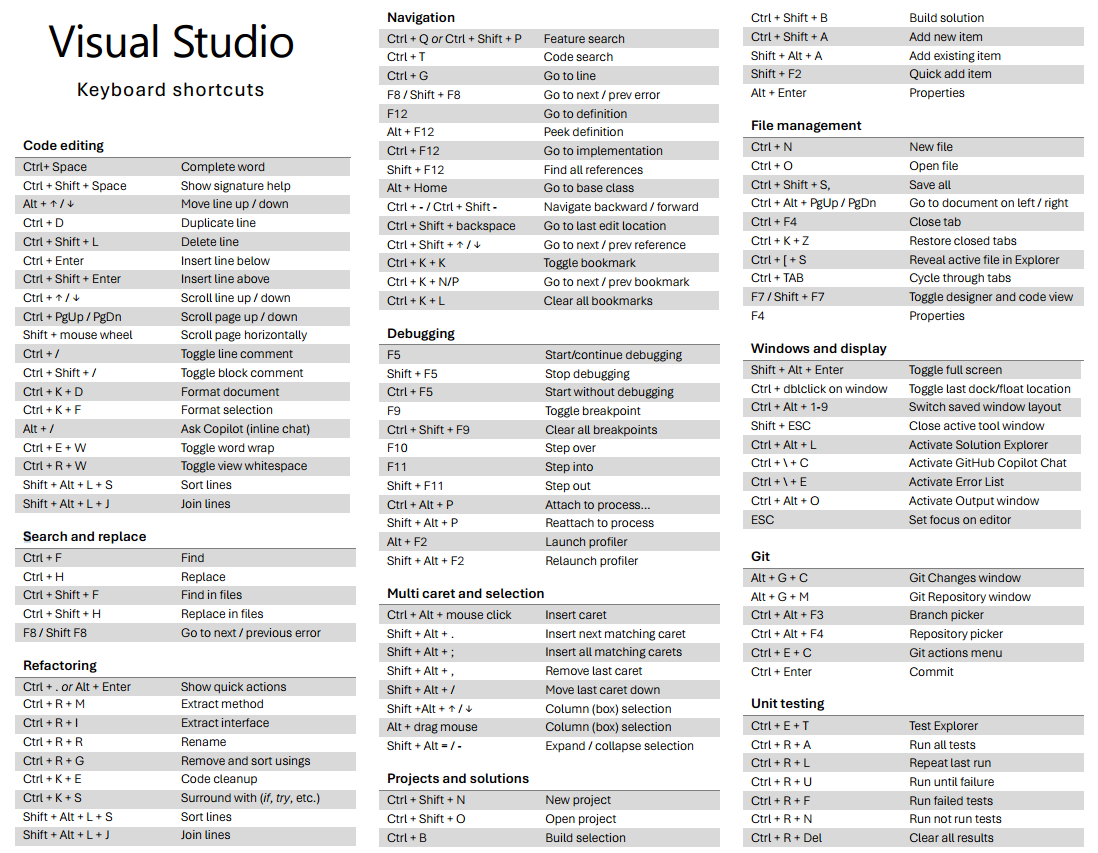 Visual Studio
Keyboard shortcuts
Code editing
Ctrl+ Space Complete word
Ctrl + Shift + Space Show signature help
Alt + ↑ / ↓ Move line up / down
Ctrl + D Duplicate line
Ctrl + Shift + L Delete line
Ctrl + Enter Insert line below
Ctrl + Shift + Enter Insert line above
Ctrl + ↑ / ↓ Scroll line up / down
Ctrl + PgUp / PgDn Scroll page up / down
Shift + mouse wheel Scroll page horizontally
Ctrl + / Toggle line comment
Ctrl + Shift + / Toggle block comment
Ctrl + K + D Format document
Ctrl + K + F Format selection
Alt + / Ask Copilot (inline chat)
Ctrl + E + W Toggle word wrap
Ctrl + R + W Toggle view whitespace
Shift + Alt + L + S Sort lines
Shift + Alt + L + J Join lines
Search and replace
Ctrl + F Find
Ctrl + H Replace
Ctrl + Shift + F Find in files
Ctrl + Shift + H Replace in files
F8 / Shift F8 Go to next / previous error
Refactoring
Ctrl + . or Alt + Enter Show quick actions
Ctrl + R + M Extract method
Ctrl + R + I Extract interface
Ctrl + R + R Rename
Ctrl + R + G Remove and sort usings
Ctrl + K + E Code cleanup
Ctrl + K + S Surround with (if, try, etc.)
Shift + Alt + L + S Sort lines
Shift + Alt + L + J Join lines
Navigation
Ctrl + Q or Ctrl + Shift + P Feature search
Ctrl + T Code search
Ctrl + G Go to line
F8 / Shift + F8 Go to next / prev error
F12 Go to definition
Alt + F12 Peek definition
Ctrl + F12 Go to implementation
Shift + F12 Find all references
Alt + Home Go to base class
Ctrl + - / Ctrl + Shift - Navigate backward / forward
Ctrl + Shift + backspace Go to last edit location
Ctrl + Shift + ↑ / ↓ Go to next / prev reference
Ctrl + K + K Toggle bookmark
Ctrl + K + N/P Go to next / prev bookmark
Ctrl + K + L Clear all bookmarks
Debugging
F5 Start/continue debugging
Shift + F5 Stop debugging
Ctrl + F5 Start without debugging
F9 Toggle breakpoint
Ctrl + Shift + F9 Clear all breakpoints
F10 Step over
F11 Step into
Shift + F11 Step out
Ctrl + Alt + P Attach to process...
Shift + Alt + P Reattach to process
Alt + F2 Launch profiler
Shift + Alt + F2 Relaunch profiler
Multi caret and selection
Ctrl + Alt + mouse click Insert caret
Shift + Alt + . Insert next matching caret
Shift + Alt + ; Insert all matching carets
Shift + Alt + , Remove last caret
Shift + Alt + / Move last caret down
Shift +Alt + ↑ / ↓ Column (box) selection
Alt + drag mouse Column (box) selection
Shift + Alt = / - Expand / collapse selection
Projects and solutions
Ctrl + Shift + N New project
Ctrl + Shift + O Open project
Ctrl + B Build selection
Ctrl + Shift + B Build solution
Ctrl + Shift + A Add new item
Shift + Alt + A Add existing item
Shift + F2 Quick add item
Alt + Enter Properties
File management
Ctrl + N New file
Ctrl + O Open file
Ctrl + Shift + S, Save all
Ctrl + Alt + PgUp / PgDn Go to document on left / right
Ctrl + F4 Close tab
Ctrl + K + Z Restore closed tabs
Ctrl + [ + S Reveal active file in Explorer
Ctrl + TAB Cycle through tabs
F7 / Shift + F7 Toggle designer and code view
F4 Properties
Windows and display
Shift + Alt + Enter Toggle full screen
Ctrl + dblclick on window Toggle last dock/float location
Ctrl + Alt + 1-9 Switch saved window layout
Shift + ESC Close active tool window
Ctrl + Alt + L Activate Solution Explorer
Ctrl + \ + C Activate GitHub Copilot Chat
Ctrl + \ + E Activate Error List
Ctrl + Alt + O Activate Output window
ESC Set focus on editor
Git
Alt + G + C Git Changes window
Alt + G + M Git Repository window
Ctrl + Alt + F3 Branch picker
Ctrl + Alt + F4 Repository picker
Ctrl + E + C Git actions menu
Ctrl + Enter Commit
Unit testing
Ctrl + E + T Test Explorer
Ctrl + R + A Run all tests
Ctrl + R + L Repeat last run
Ctrl + R + U Run until failure
Ctrl + R + F Run failed tests
Ctrl + R + N Run not run tests
Ctrl + R + Del Clear all results